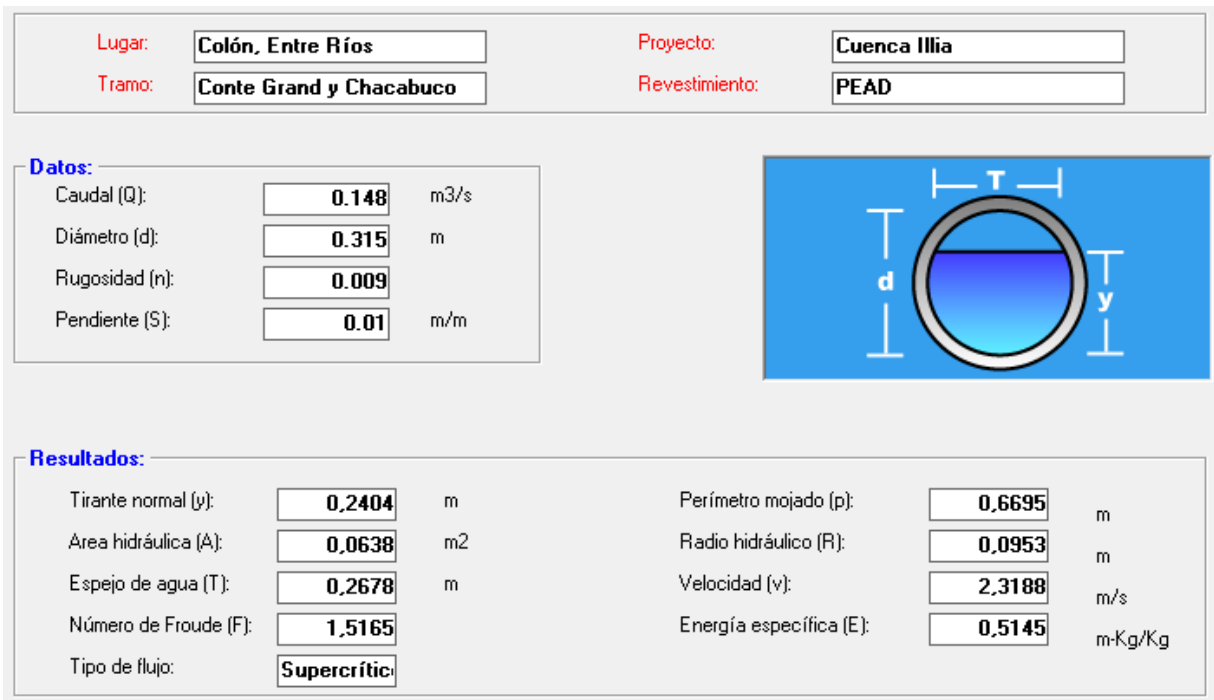 Lugar: Colón, Entre Ríos Proyecto: Cuenca Illia
Tramo: Conte Grand y Chacabuco Revestimiento: PEAD
Datos:
Caudal (Q): 0.148 m3/s
Diámetro (d): 0.315 m
Rugosidad (n): 0.009
Pendiente (S): 0.01 m/m
T
d
y
Resultados:
Tirante normal (y): 0,2404 m Perímetro mojado (p): 0,6695 m
Area hidráulica (A): 0,0638 m2 Radio hidráulico (R): 0,0953 m
Espejo de agua (T): 0,2678 m Velocidad (v): 2,3188 m/s
Número de Froude (F): 1,5165 Energía específica (E): 0,5145 m-Kg/Kg
Tipo de flujo: Supercrític